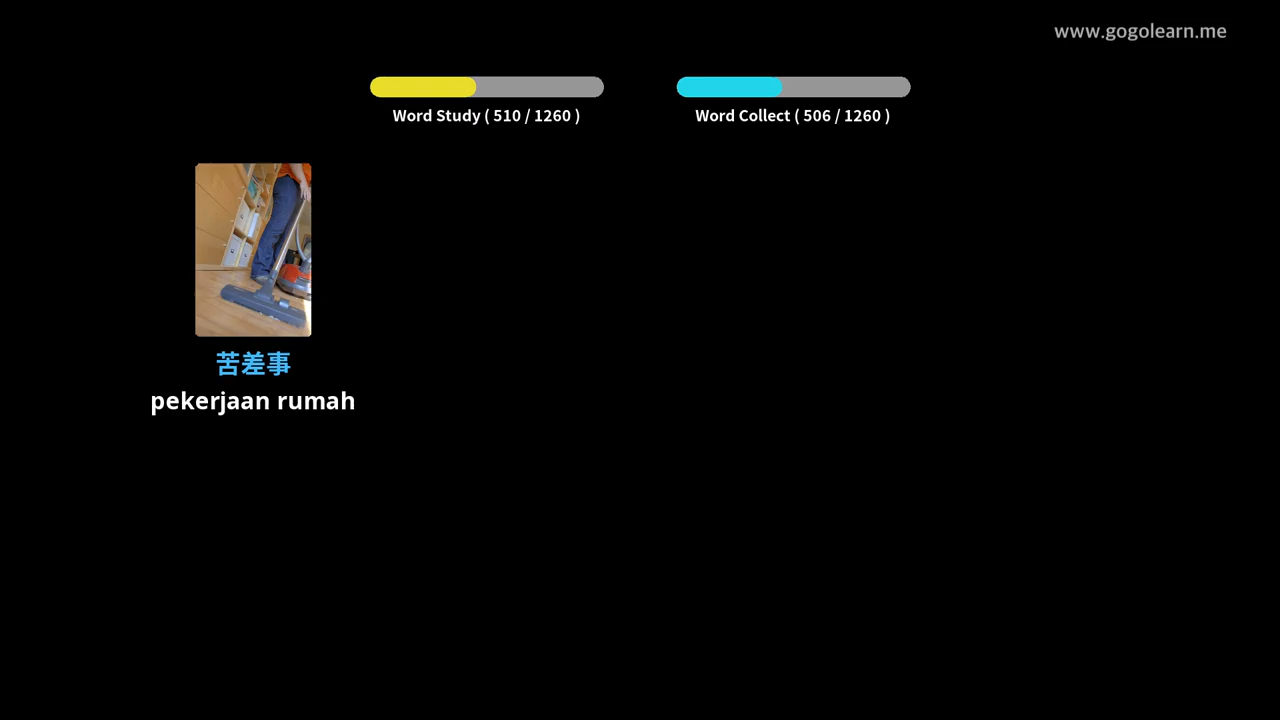 www.gogolearn.me
Word Study ( 510 / 1260 )
Word Collect ( 506 / 1260 )
苦差事
pekerjaan rumah